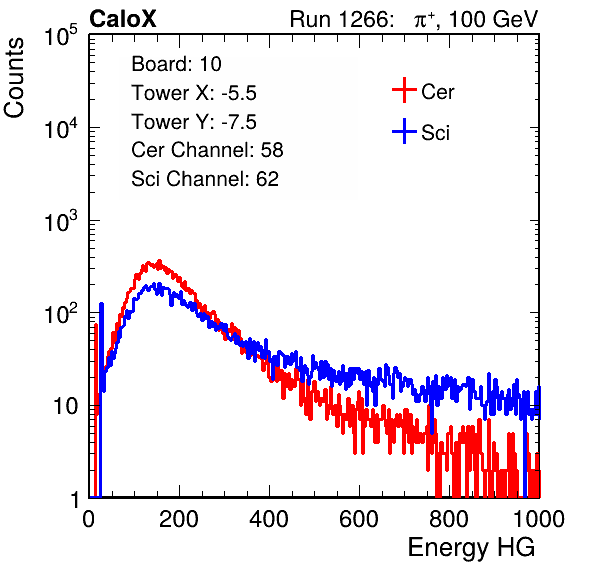 CaloX Run 1266: π⁺, 100 GeV
Counts
10⁵
10⁴
10³
10²
10
1
Board: 10
Tower X: -5.5
Tower Y: -7.5
Cer Channel: 58
Sci Channel: 62
Cer
Sci
0 200 400 600 800 1000
Energy HG